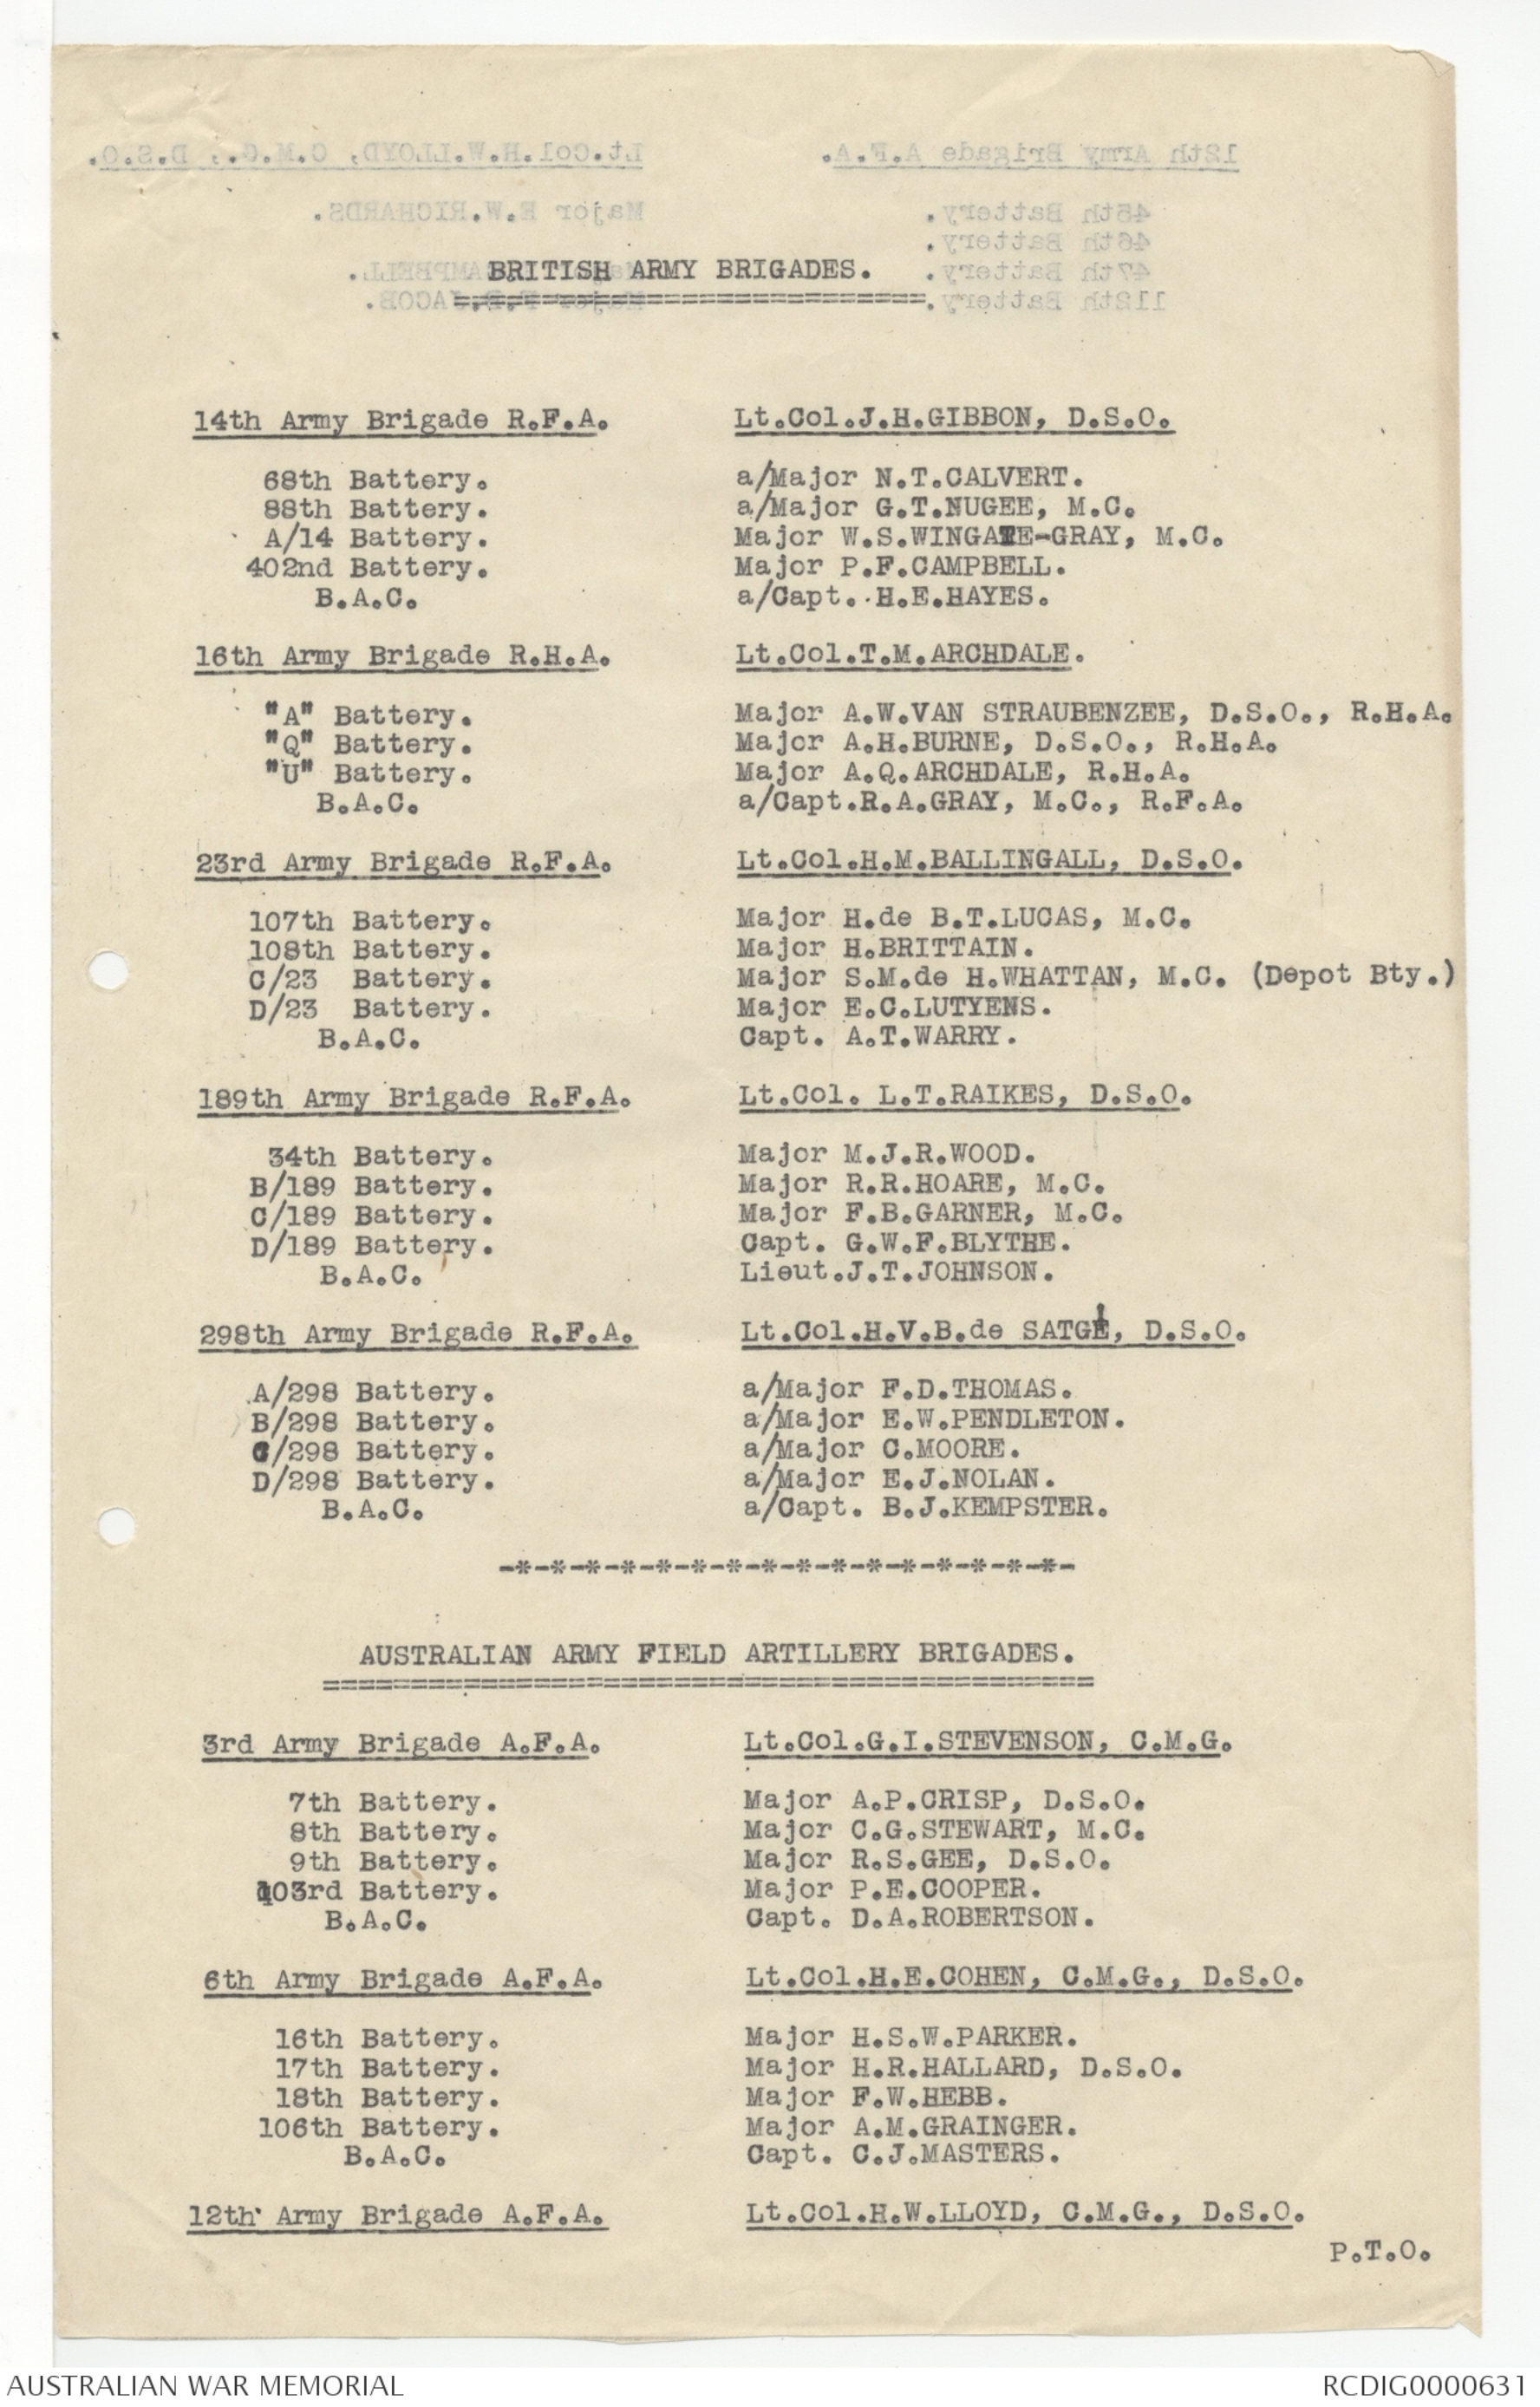 BRITISH ARMY BRIGADES.
==========================
14th Army Brigade R.F.A. Lt.Col.J.H.GIBBON, D.S.O.
68th Battery. a/Major N.T.CALVERT.
88th Battery. a/Major G.T.NUGEE, M.C.
A/14 Battery. Major W.S.WINGATE-GRAY, M.C.
402nd Battery. Major P.F.CAMPBELL.
B.A.C. a/Capt. H.E.HAYES.
16th Army Brigade R.H.A. Lt.Col.T.M.ARCHDALE.
"A" Battery. Major A.W.VAN STRAUBENZEE, D.S.O., R.H.A.
"Q" Battery. Major A.H.BURNE, D.S.O., R.H.A.
"U" Battery. Major A.Q.ARCHDALE, R.H.A.
B.A.C. a/Capt.R.A.GRAY, M.C., R.F.A.
23rd Army Brigade R.F.A. Lt.Col.H.M.BALLINGALL, D.S.O.
107th Battery. Major H.de B.T.LUCAS, M.C.
108th Battery. Major H.BRITTAIN.
C/23 Battery. Major S.M.de H.WHATTAN, M.C. (Depot Bty.)
D/23 Battery. Major E.C.LUTYENS.
B.A.C. Capt. A.T.WARRY.
189th Army Brigade R.F.A. Lt.Col. L.T.RAIKES, D.S.O.
34th Battery. Major M.J.R.WOOD.
B/189 Battery. Major R.R.HOARE, M.C.
C/189 Battery. Major F.B.GARNER, M.C.
D/189 Battery. Capt. G.W.F.BLYTHE.
B.A.C. Lieut.J.T.JOHNSON.
298th Army Brigade R.F.A. Lt.Col.H.V.B.de SATGÉ, D.S.O.
A/298 Battery. a/Major F.D.THOMAS.
B/298 Battery. a/Major E.W.PENDLETON.
C/298 Battery. a/Major C.MOORE.
D/298 Battery. a/Major E.J.NOLAN.
B.A.C. a/Capt. B.J.KEMPSTER.
-*-*-*-*-*-*-*-*-*-*-*-*-*-*-*-*-
AUSTRALIAN ARMY FIELD ARTILLERY BRIGADES.
============================================
3rd Army Brigade A.F.A. Lt.Col.G.I.STEVENSON, C.M.G.
7th Battery. Major A.P.CRISP, D.S.O.
8th Battery. Major C.G.STEWART, M.C.
9th Battery. Major R.S.GEE, D.S.O.
103rd Battery. Major P.E.COOPER.
B.A.C. Capt. D.A.ROBERTSON.
6th Army Brigade A.F.A. Lt.Col.H.E.COHEN, C.M.G., D.S.O.
16th Battery. Major H.S.W.PARKER.
17th Battery. Major H.R.HALLARD, D.S.O.
18th Battery. Major F.W.HEBB.
106th Battery. Major A.M.GRAINGER.
B.A.C. Capt. C.J.MASTERS.
12th Army Brigade A.F.A. Lt.Col.H.W.LLOYD, C.M.G., D.S.O.
P.T.O.
AUSTRALIAN WAR MEMORIAL RCDIG0000631